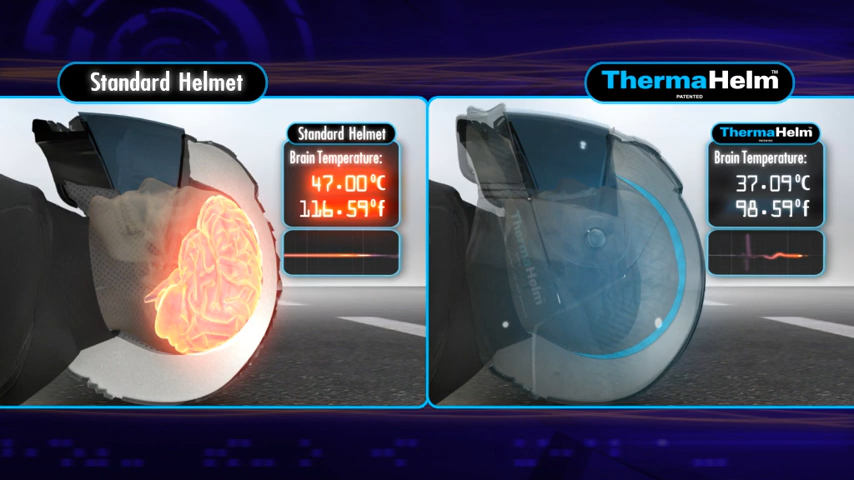 Standard Helmet
ThermaHelm™
PATENTED
Standard Helmet
Brain Temperature:
47.00°C
116.59°f
ThermaHelm™
Brain Temperature:
37.09°C
98.59°f
ThermaHelm